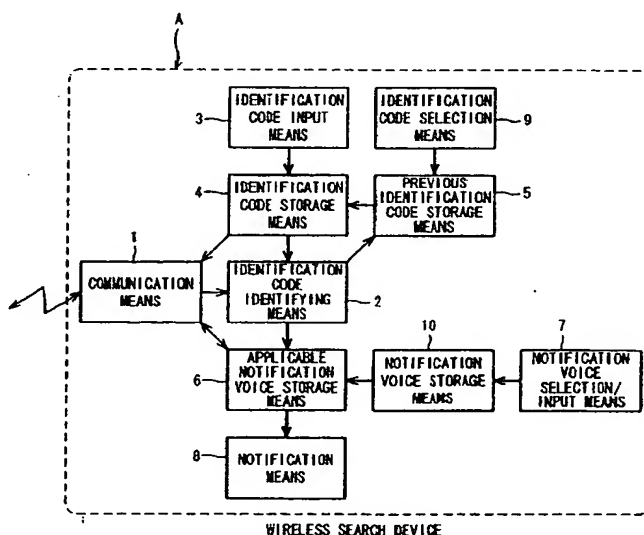 A
IDENTIFICATION
CODE INPUT
MEANS
3
IDENTIFICATION
CODE SELECTION
MEANS
9
IDENTIFICATION
CODE STORAGE
MEANS
4
PREVIOUS
IDENTIFICATION
CODE STORAGE
MEANS
5
1
COMMUNICATION
MEANS
IDENTIFICATION
CODE
IDENTIFYING
MEANS
2
APPLICABLE
NOTIFICATION
VOICE STORAGE
MEANS
6
10
NOTIFICATION
VOICE STORAGE
MEANS
7
NOTIFICATION
VOICE
SELECTION/
INPUT MEANS
8
NOTIFICATION
MEANS
WIRELESS SEARCH DEVICE